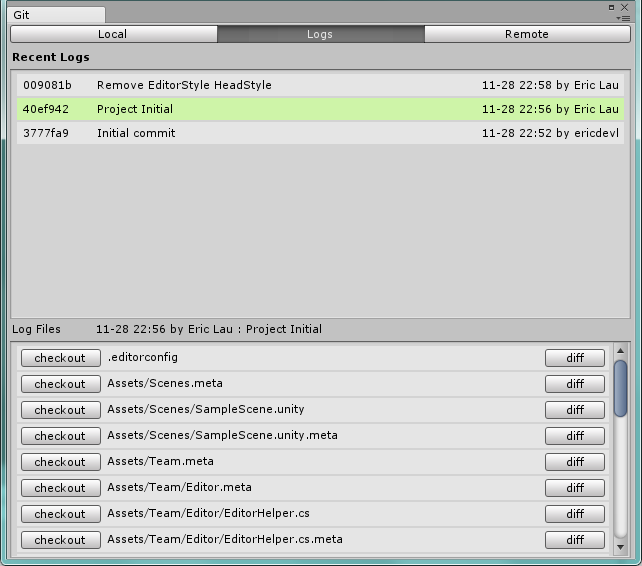 Git
Local Logs Remote
Recent Logs
009081b Remove EditorStyle HeadStyle 11-28 22:58 by Eric Lau
40ef942 Project Initial 11-28 22:56 by Eric Lau
3777fa9 Initial commit 11-28 22:52 by ericdevl
Log Files 11-28 22:56 by Eric Lau : Project Initial
checkout .editorconfig diff
checkout Assets/Scenes.meta diff
checkout Assets/Scenes/SampleScene.unity diff
checkout Assets/Scenes/SampleScene.unity.meta diff
checkout Assets/Team.meta diff
checkout Assets/Team/Editor.meta diff
checkout Assets/Team/Editor/EditorHelper.cs diff
checkout Assets/Team/Editor/EditorHelper.cs.meta diff